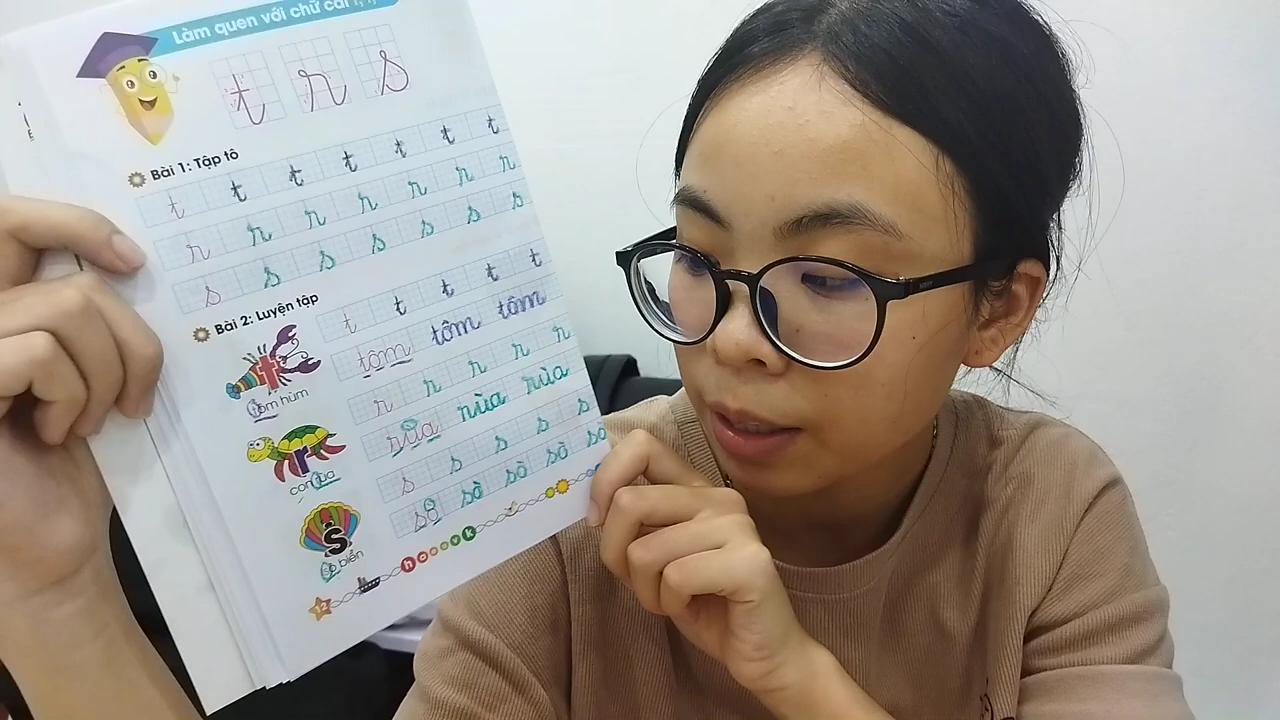 Làm quen với chữ cái
t r s
Bài 1: Tập tô
t t t t t t t
r r r r r r r
s s s s s s s
Bài 2: Luyện tập
t t t t t
tôm tôm tôm
t
tôm hùm
r r r r r
rùa rùa rùa
r
con rùa
s s s s
sò sò sò sò
s
sò biển
12